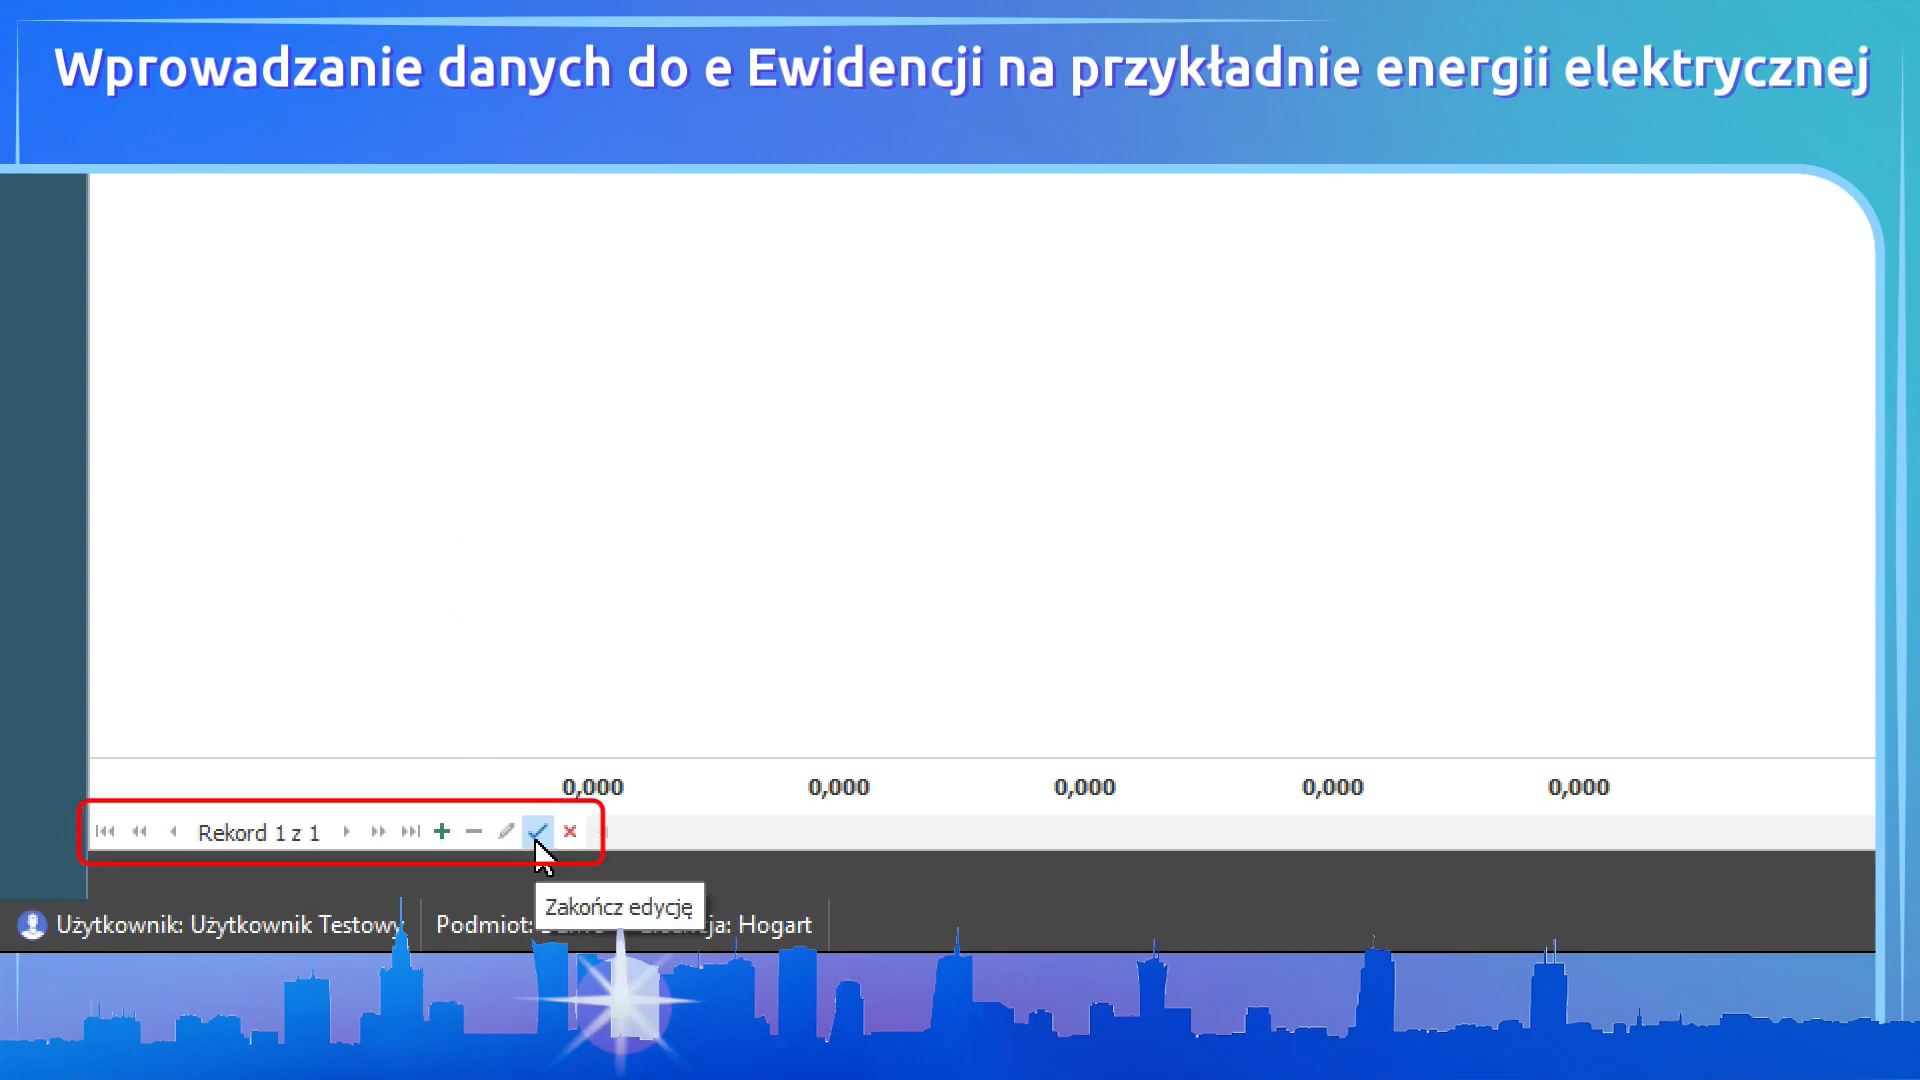 Wprowadzanie danych do e Ewidencji na przykładnie energii elektrycznej
0,000 0,000 0,000 0,000 0,000
Rekord 1 z 1
Zakończ edycję
Użytkownik: Użytkownik Testowy Podmiot: Hogart